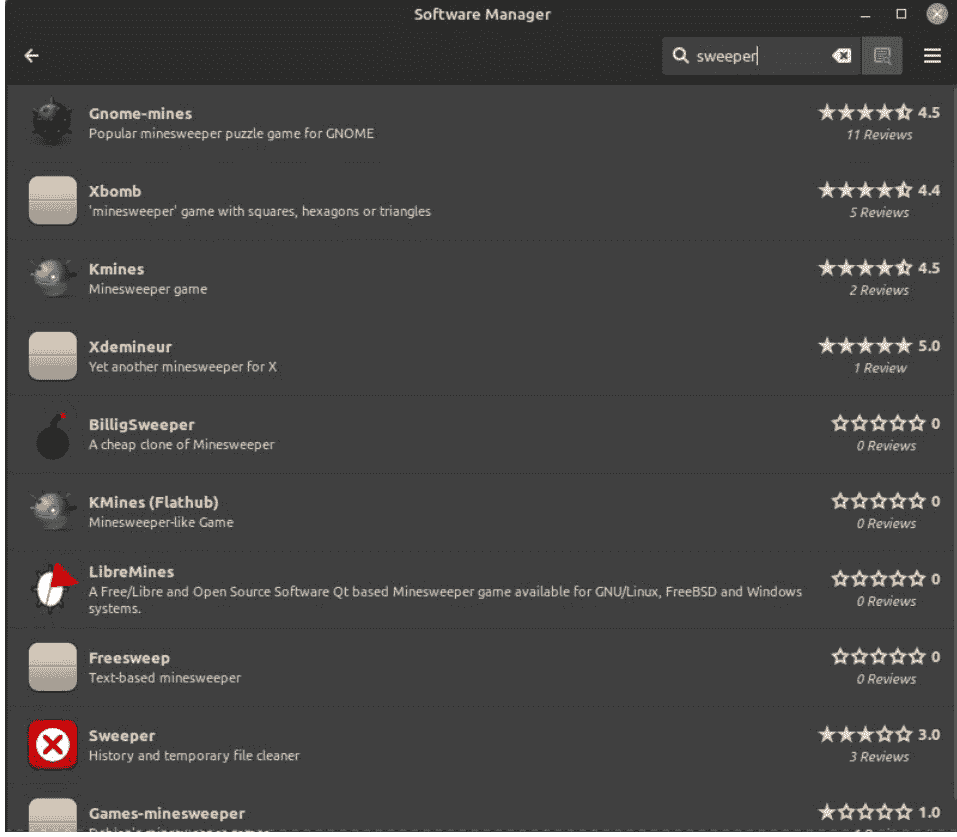 Software Manager
sweeper
Gnome-mines
4.5
Popular minesweeper puzzle game for GNOME
11 Reviews
Xbomb
4.4
'minesweeper' game with squares, hexagons or triangles
5 Reviews
Kmines
4.5
Minesweeper game
2 Reviews
Xdemineur
5.0
Yet another minesweeper for X
1 Review
BilligSweeper
0
A cheap clone of Minesweeper
0 Reviews
KMines (Flathub)
0
Minesweeper-like Game
0 Reviews
LibreMines
0
A Free/Libre and Open Source Software Qt based Minesweeper game available for GNU/Linux, FreeBSD and Windows
systems.
0 Reviews
Freesweep
0
Text-based minesweeper
0 Reviews
Sweeper
3.0
History and temporary file cleaner
3 Reviews
Games-minesweeper
1.0